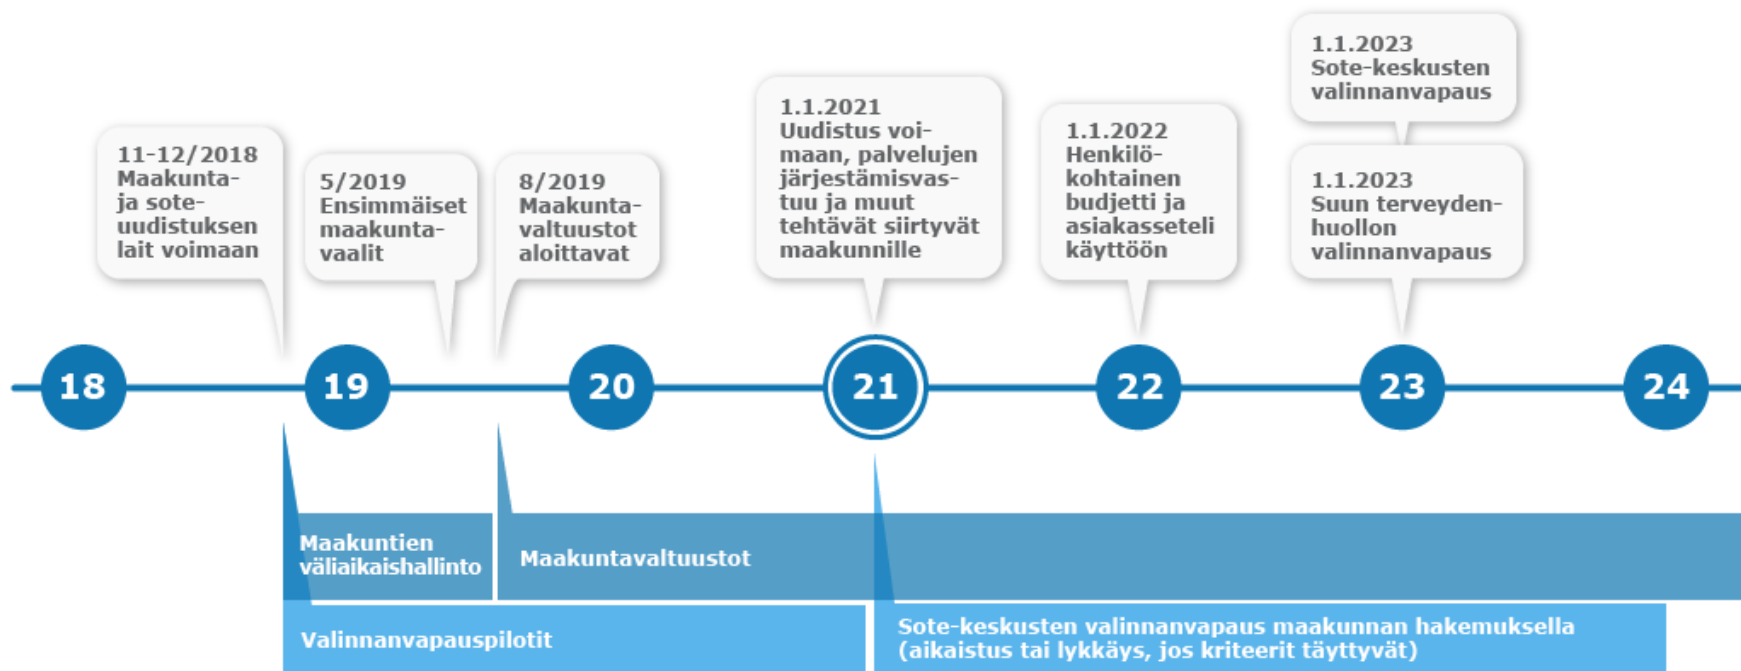 11-12/2018
Maakunta-
ja sote-
uudistuksen
lait voimaan
5/2019
Ensimmäiset
maakunta-
vaalit
8/2019
Maakunta-
valtuustot
aloittavat
1.1.2021
Uudistus voi-
maan, palvelujen
järjestämisvas-
tuu ja muut
tehtävät siirtyvät
maakunnille
1.1.2022
Henkilö-
kohtainen
budjetti ja
asiakasseteli
käyttöön
1.1.2023
Sote-keskusten
valinnanvapaus
1.1.2023
Suun terveyden-
huollon
valinnanvapaus
18
19
20
21
22
23
24
Maakuntien
väliaikaishallinto
Maakuntavaltuustot
Valinnanvapauspilotit
Sote-keskusten valinnanvapaus maakunnan hakemuksella
(aikaistus tai lykkäys, jos kriteerit täyttyvät)